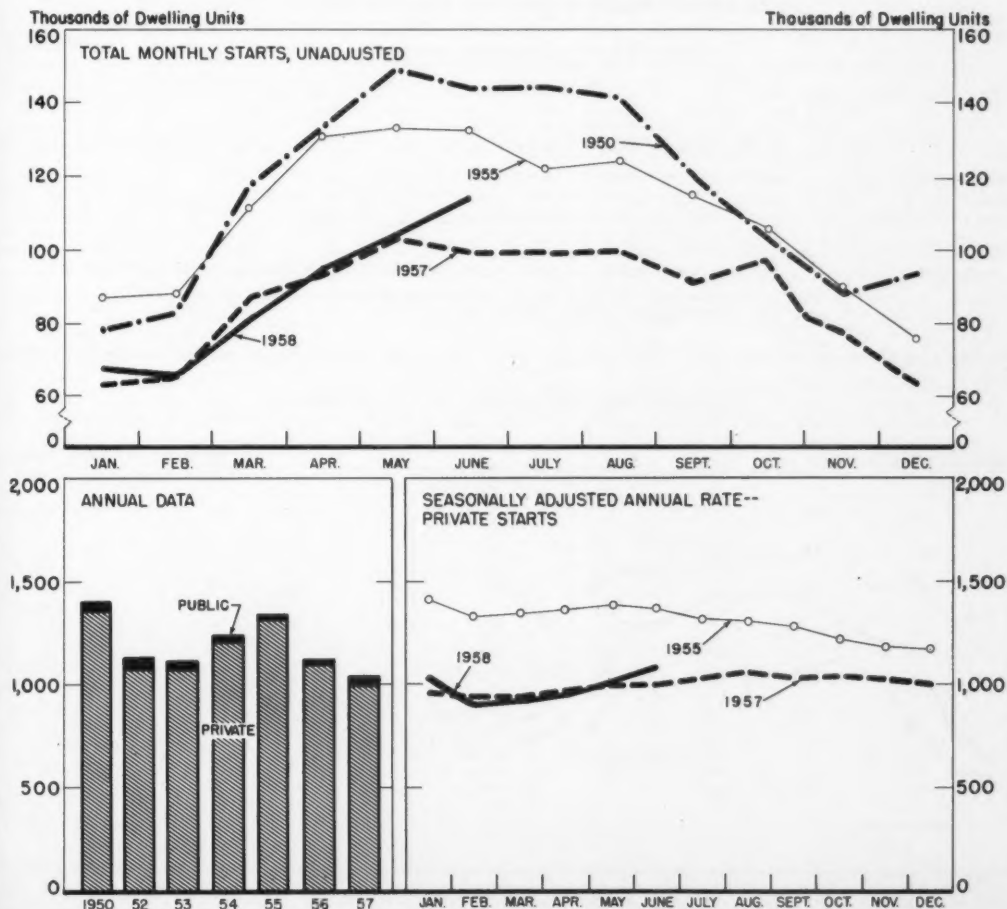 Thousands of Dwelling Units Thousands of Dwelling Units
160 160
TOTAL MONTHLY STARTS, UNADJUSTED
140 140
1950
1955
120 120
100 100
1957
80 80
1958
60 60
0 0
JAN. FEB. MAR. APR. MAY JUNE JULY AUG. SEPT. OCT. NOV. DEC.
2,000 2,000
ANNUAL DATA
SEASONALLY ADJUSTED ANNUAL RATE--
PRIVATE STARTS
1,500 1,500
PUBLIC
1958
1955
1,000 1,000
1957
PRIVATE
500 500
0 0
1950 52 53 54 55 56 57
JAN. FEB. MAR. APR. MAY JUNE JULY AUG. SEPT. OCT. NOV. DEC.